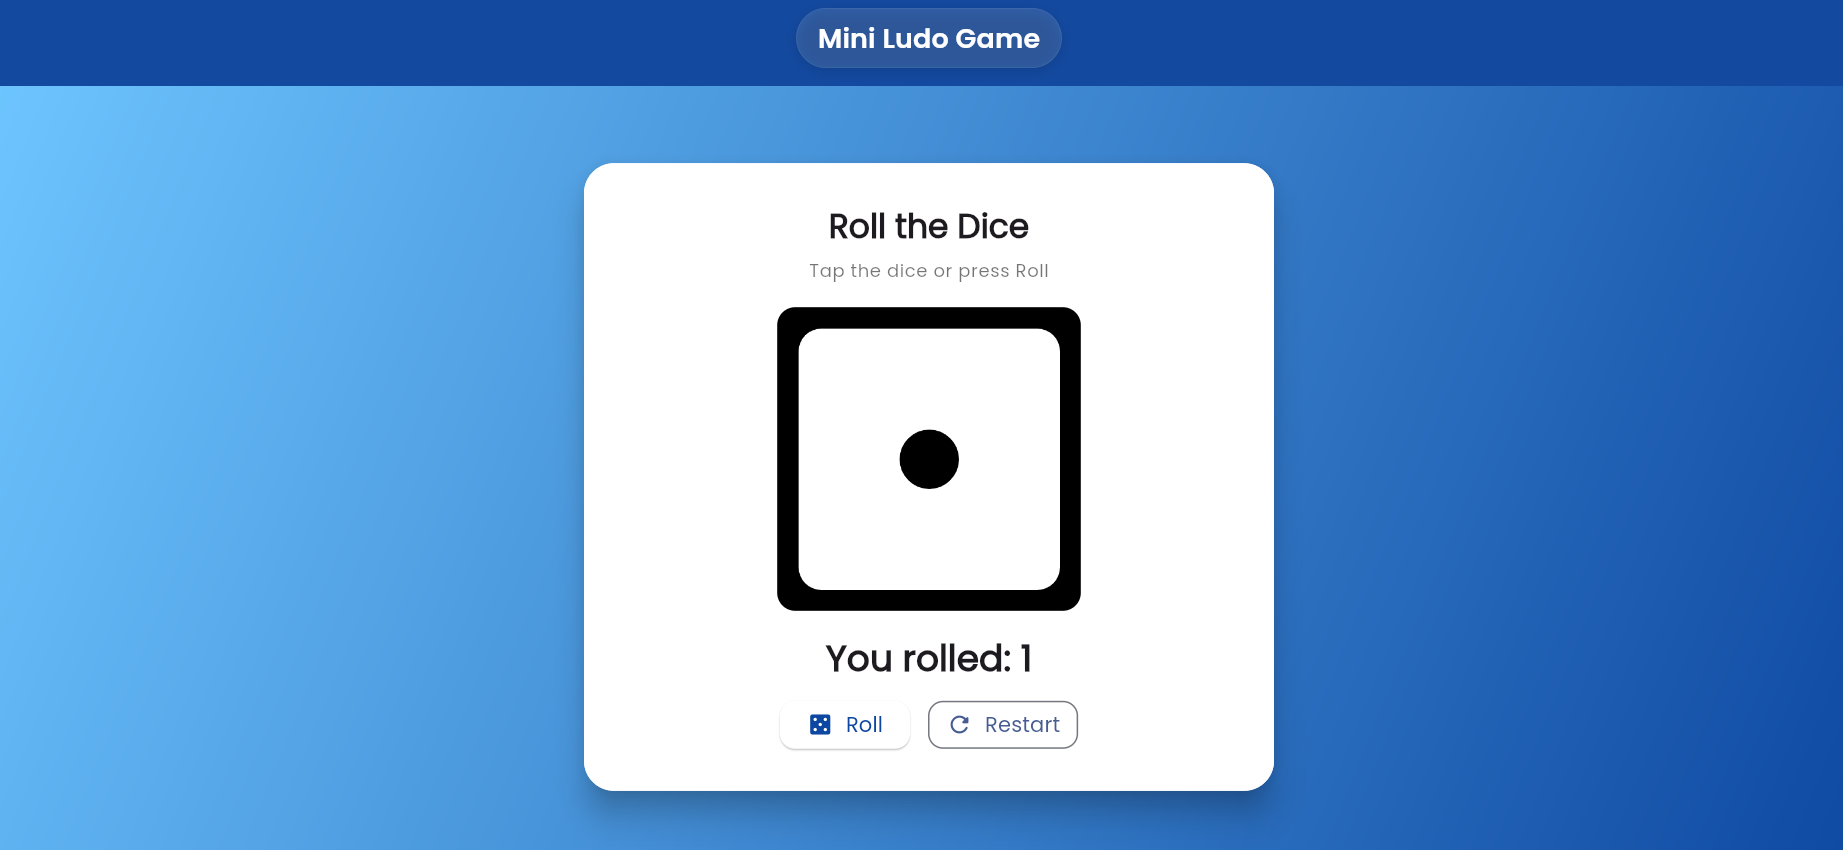 Mini Ludo Game
Roll the Dice
Tap the dice or press Roll
You rolled: 1
Roll
Restart